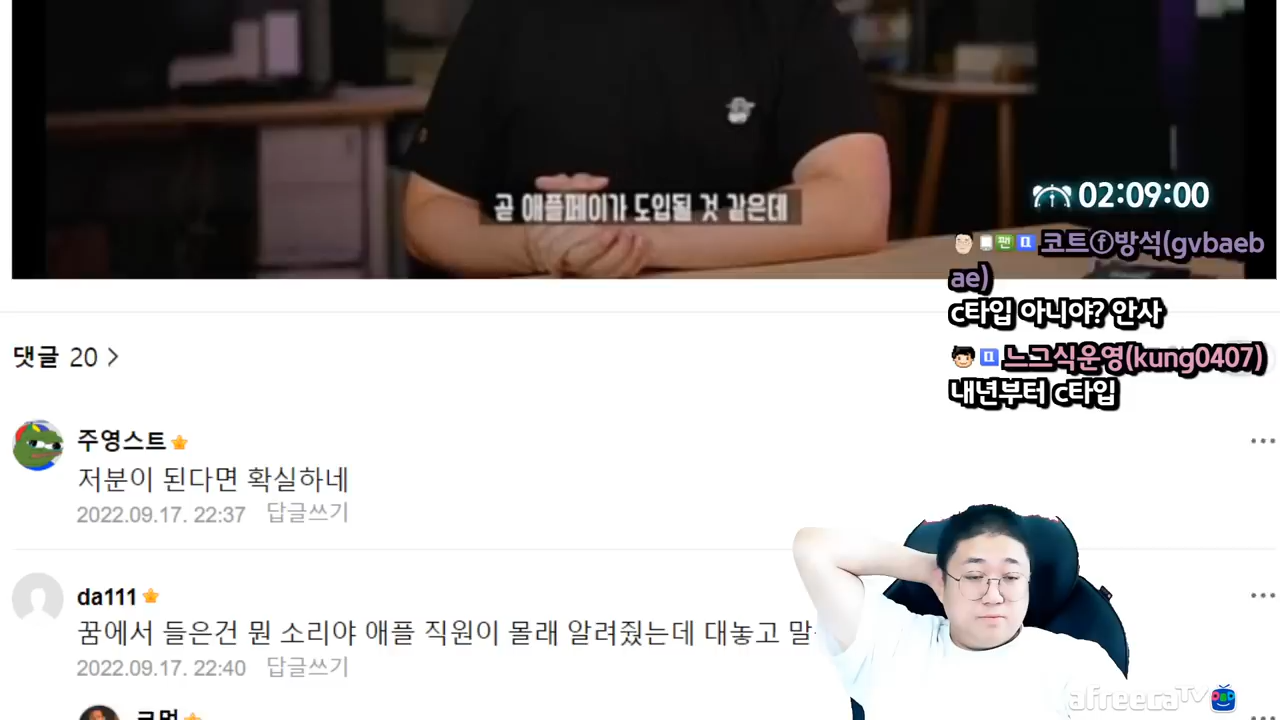 곧 애플페이가 도입될 것 같은데
02:09:00
팬 코트ⓕ방석(gvbaeb
ae)
c타입 아니야? 안사
느그식운영(kung0407)
내년부터 c타입
댓글 20 >
주영스트
저분이 된다면 확실하네
2022.09.17. 22:37 답글쓰기
da111
꿈에서 들은건 뭔 소리야 애플 직원이 몰래 알려줬는데 대놓고 말
2022.09.17. 22:40 답글쓰기
afreecaTV